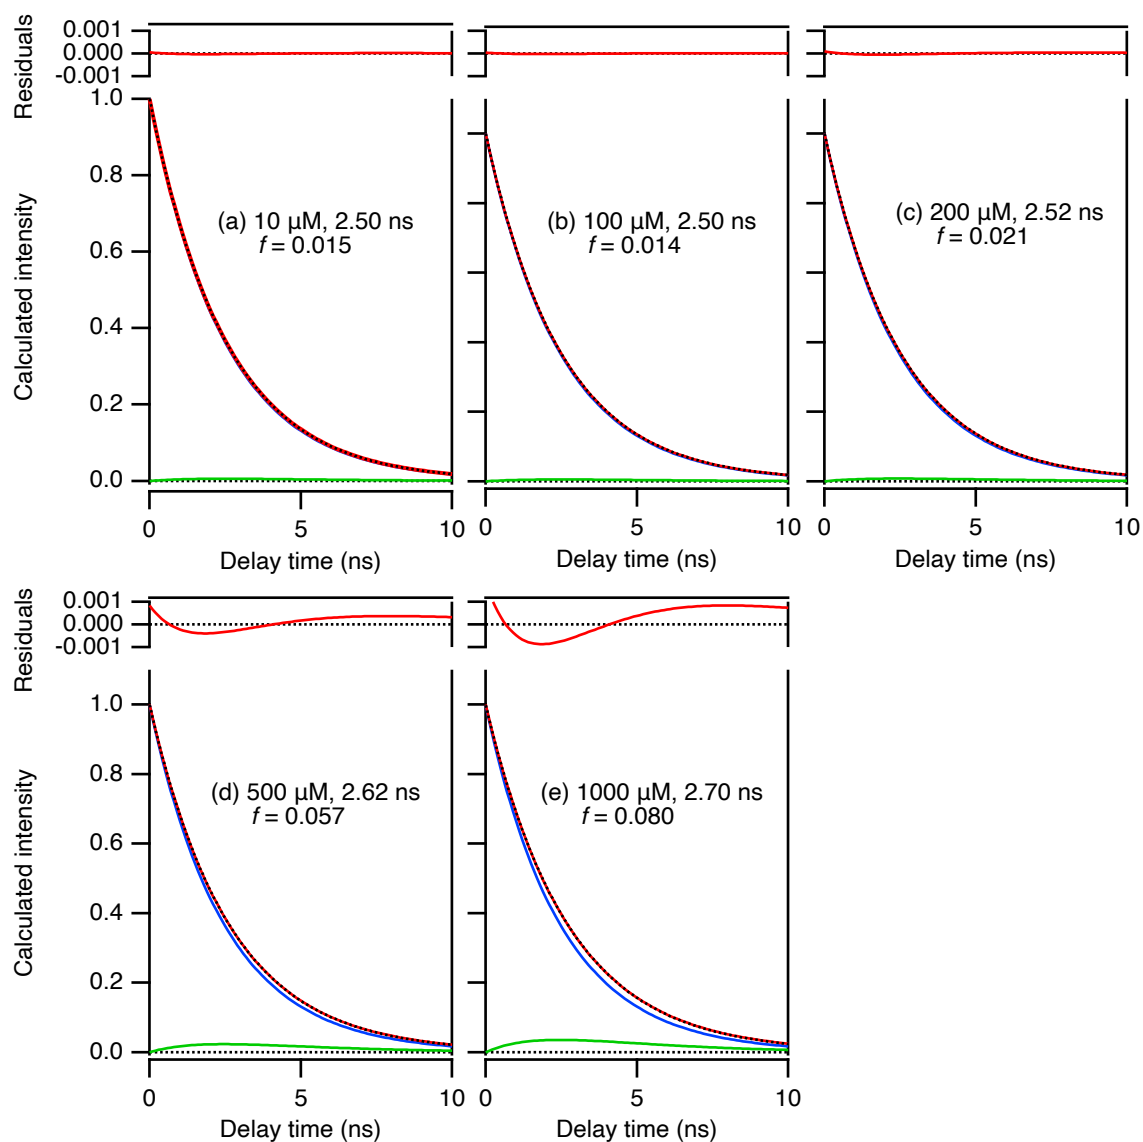 Residuals
0.001
0.000
-0.001
Calculated intensity
1.0
0.8
0.6
0.4
0.2
0.0
(a) 10 µM, 2.50 ns
f = 0.015
0 5 10
Delay time (ns)
(b) 100 µM, 2.50 ns
f = 0.014
0 5 10
Delay time (ns)
(c) 200 µM, 2.52 ns
f = 0.021
0 5 10
Delay time (ns)
Residuals
0.001
0.000
-0.001
Calculated intensity
1.0
0.8
0.6
0.4
0.2
0.0
(d) 500 µM, 2.62 ns
f = 0.057
0 5 10
Delay time (ns)
(e) 1000 µM, 2.70 ns
f = 0.080
0 5 10
Delay time (ns)